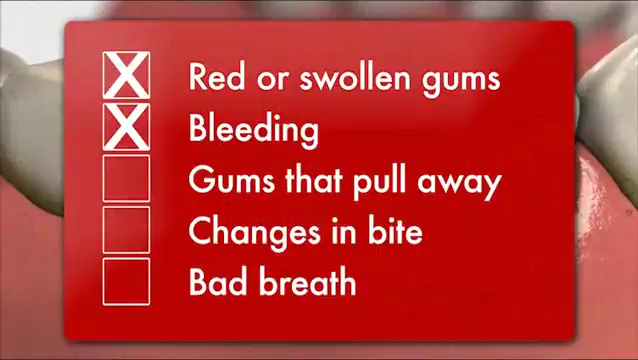 X Red or swollen gums
X Bleeding
Gums that pull away
Changes in bite
Bad breath